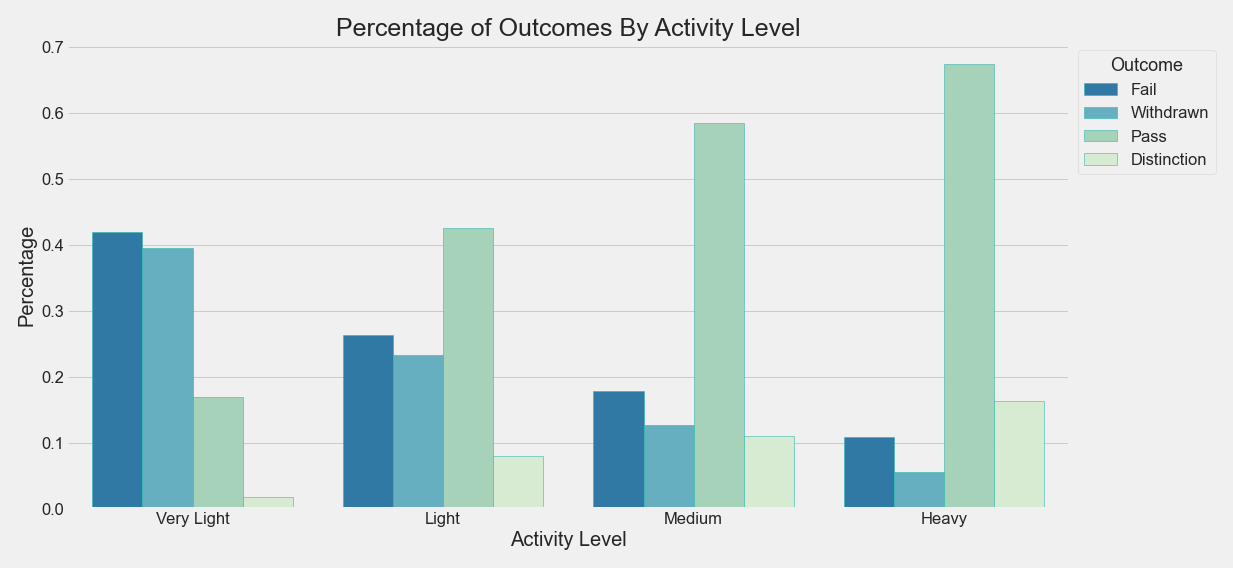 Percentage of Outcomes By Activity Level
Outcome
Fail
Withdrawn
Pass
Distinction
Percentage
0.7
0.6
0.5
0.4
0.3
0.2
0.1
0.0
Very Light
Light
Medium
Heavy
Activity Level